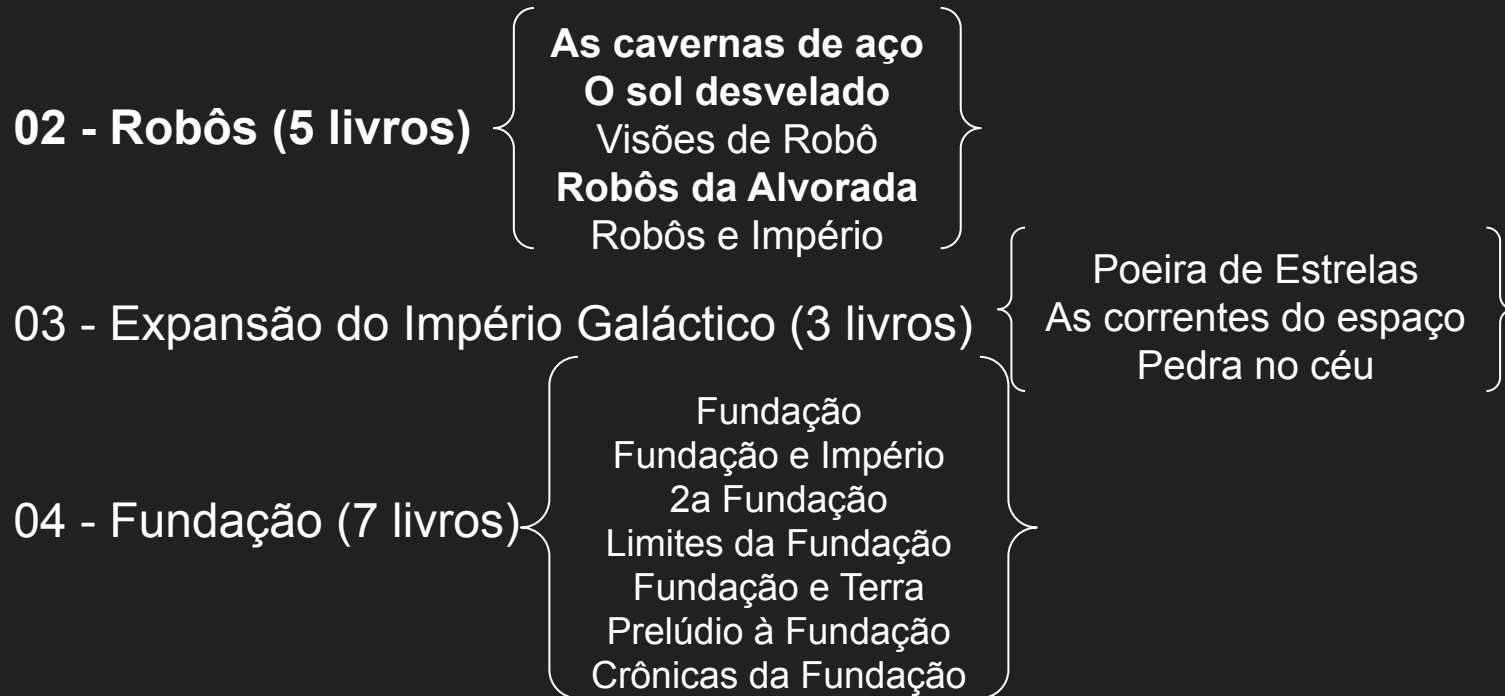 02 - Robôs (5 livros)
As cavernas de aço
O sol desvelado
Visões de Robô
Robôs da Alvorada
Robôs e Império
03 - Expansão do Império Galáctico (3 livros)
Poeira de Estrelas
As correntes do espaço
Pedra no céu
04 - Fundação (7 livros)
Fundação
Fundação e Império
2a Fundação
Limites da Fundação
Fundação e Terra
Prelúdio à Fundação
Crônicas da Fundação